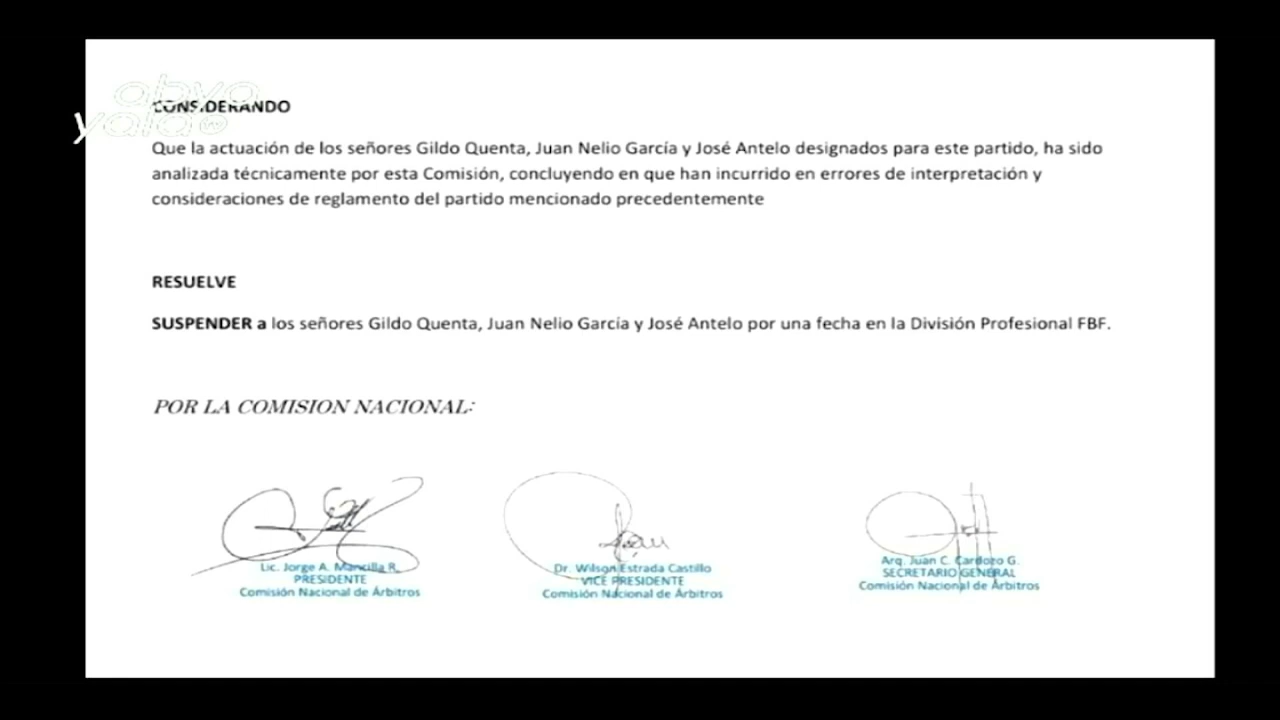 abya
yala tv
CONSIDERANDO
Que la actuación de los señores Gildo Quenta, Juan Nelio García y José Antelo designados para este partido, ha sido
analizada técnicamente por esta Comisión, concluyendo en que han incurrido en errores de interpretación y
consideraciones de reglamento del partido mencionado precedentemente
RESUELVE
SUSPENDER a los señores Gildo Quenta, Juan Nelio García y José Antelo por una fecha en la División Profesional FBF.
POR LA COMISION NACIONAL:
Lic. Jorge A. Mancilla R.
PRESIDENTE
Comisión Nacional de Árbitros
Dr. Wilson Estrada Castillo
VICE PRESIDENTE
Comisión Nacional de Árbitros
Arq. Juan C. Cardozo G.
SECRETARIO GENERAL
Comisión Nacional de Árbitros